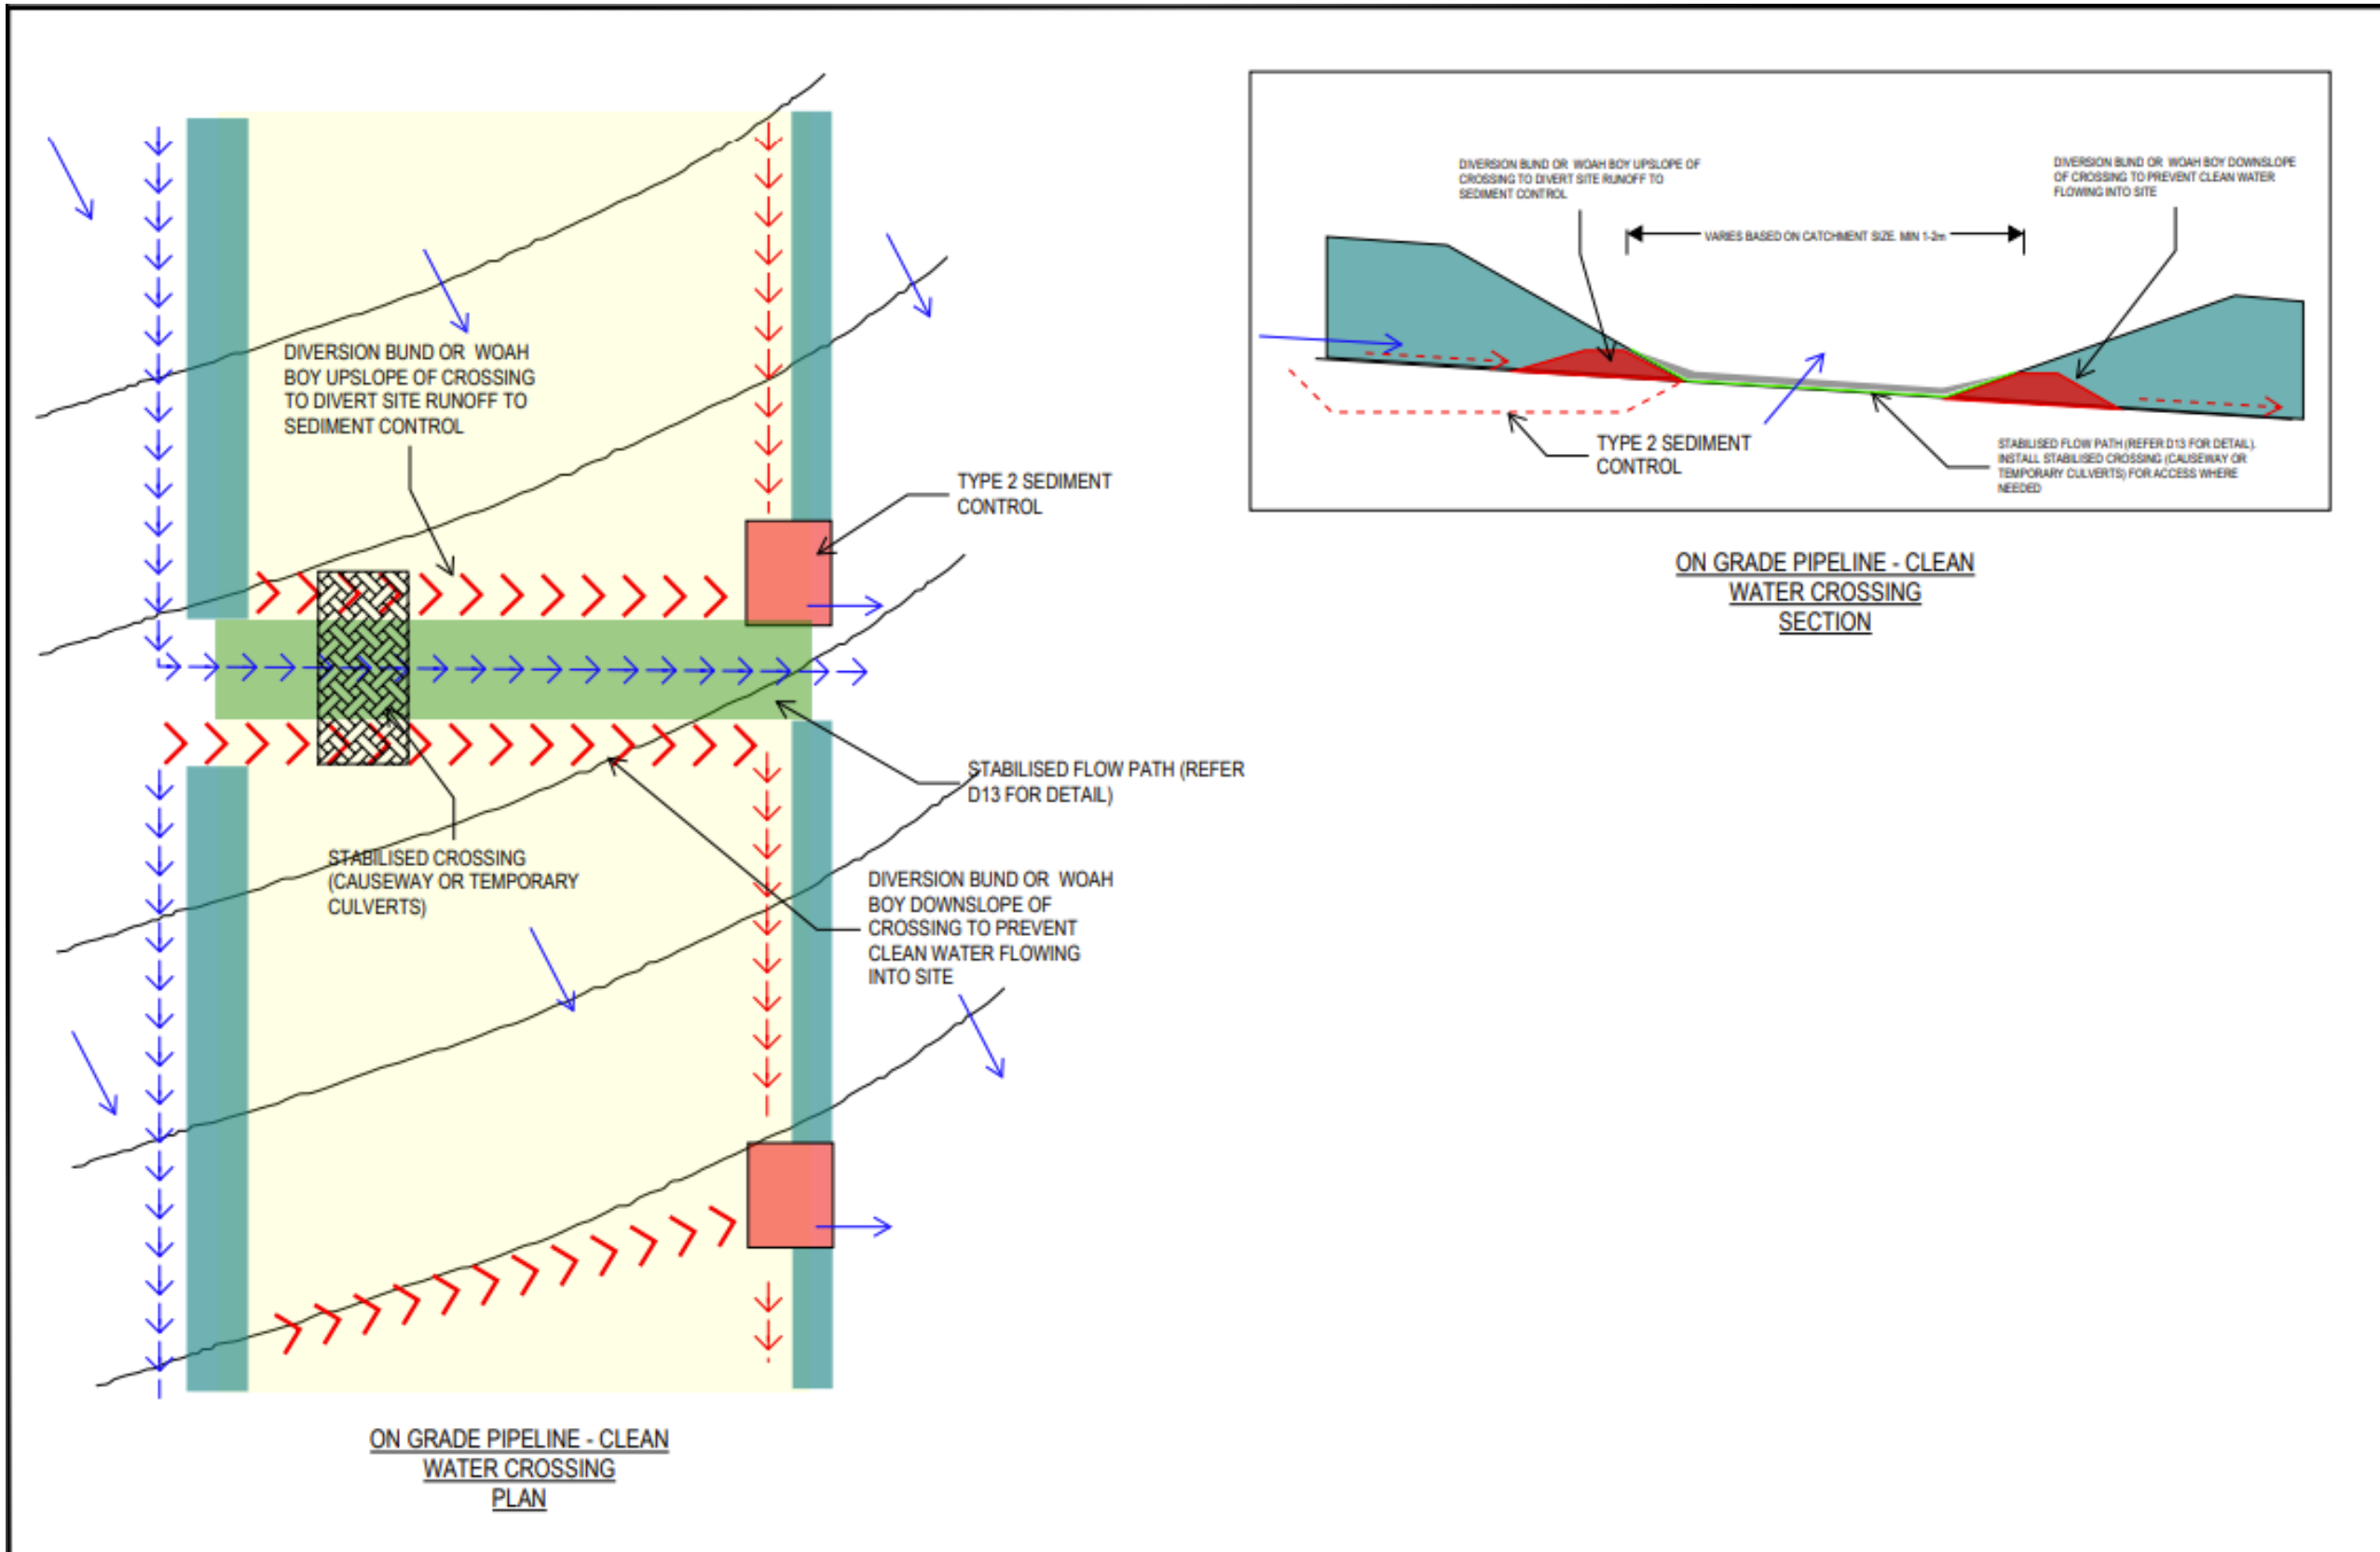 DIVERSION BUND OR WOAH
BOY UPSLOPE OF CROSSING
TO DIVERT SITE RUNOFF TO
SEDIMENT CONTROL
TYPE 2 SEDIMENT
CONTROL
STABILISED FLOW PATH (REFER
D13 FOR DETAIL)
STABILISED CROSSING
(CAUSEWAY OR TEMPORARY
CULVERTS)
DIVERSION BUND OR WOAH
BOY DOWNSLOPE OF
CROSSING TO PREVENT
CLEAN WATER FLOWING
INTO SITE
ON GRADE PIPELINE - CLEAN
WATER CROSSING
PLAN
DIVERSION BUND OR WOAH BOY UPSLOPE OF
CROSSING TO DIVERT SITE RUNOFF TO
SEDIMENT CONTROL
DIVERSION BUND OR WOAH BOY DOWNSLOPE
OF CROSSING TO PREVENT CLEAN WATER
FLOWING INTO SITE
VARIES BASED ON CATCHMENT SIZE. MIN 1-2m
TYPE 2 SEDIMENT
CONTROL
STABILISED FLOW PATH (REFER D13 FOR DETAIL).
INSTALL STABILISED CROSSING (CAUSEWAY OR
TEMPORARY CULVERTS) FOR ACCESS WHERE
NEEDED
ON GRADE PIPELINE - CLEAN
WATER CROSSING
SECTION